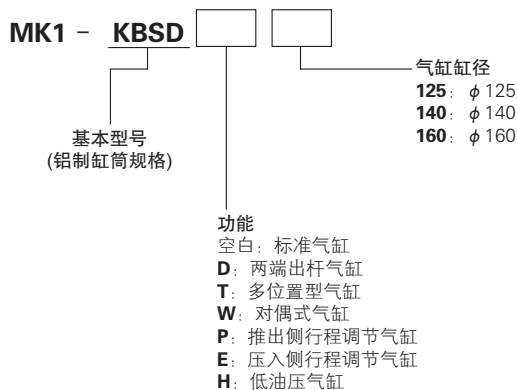 MK1 - KBSD
气缸缸径
125：φ125
140：φ140
160：φ160
基本型号
(铝制缸筒规格)
功能
空白：标准气缸
D：两端出杆气缸
T：多位置型气缸
W：对偶式气缸
P：推出侧行程调节气缸
E：压入侧行程调节气缸
H：低油压气缸